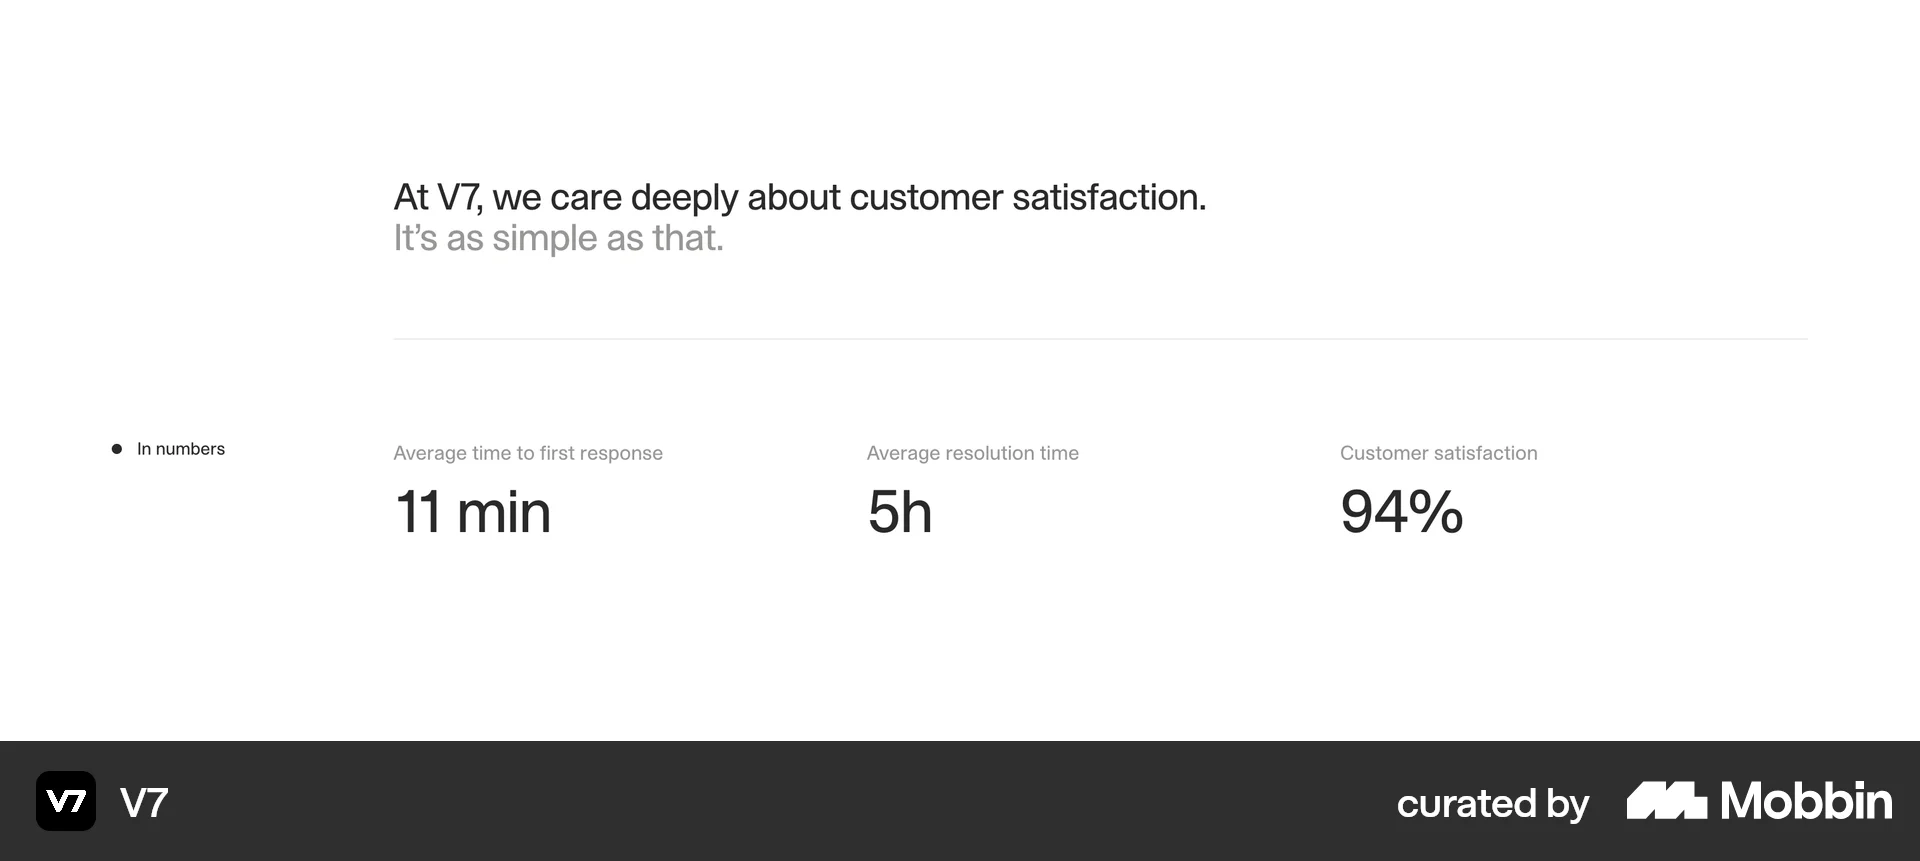 At V7, we care deeply about customer satisfaction.
It's as simple as that.
In numbers
Average time to first response
11 min
Average resolution time
5h
Customer satisfaction
94%
V7 V7
curated by Mobbin